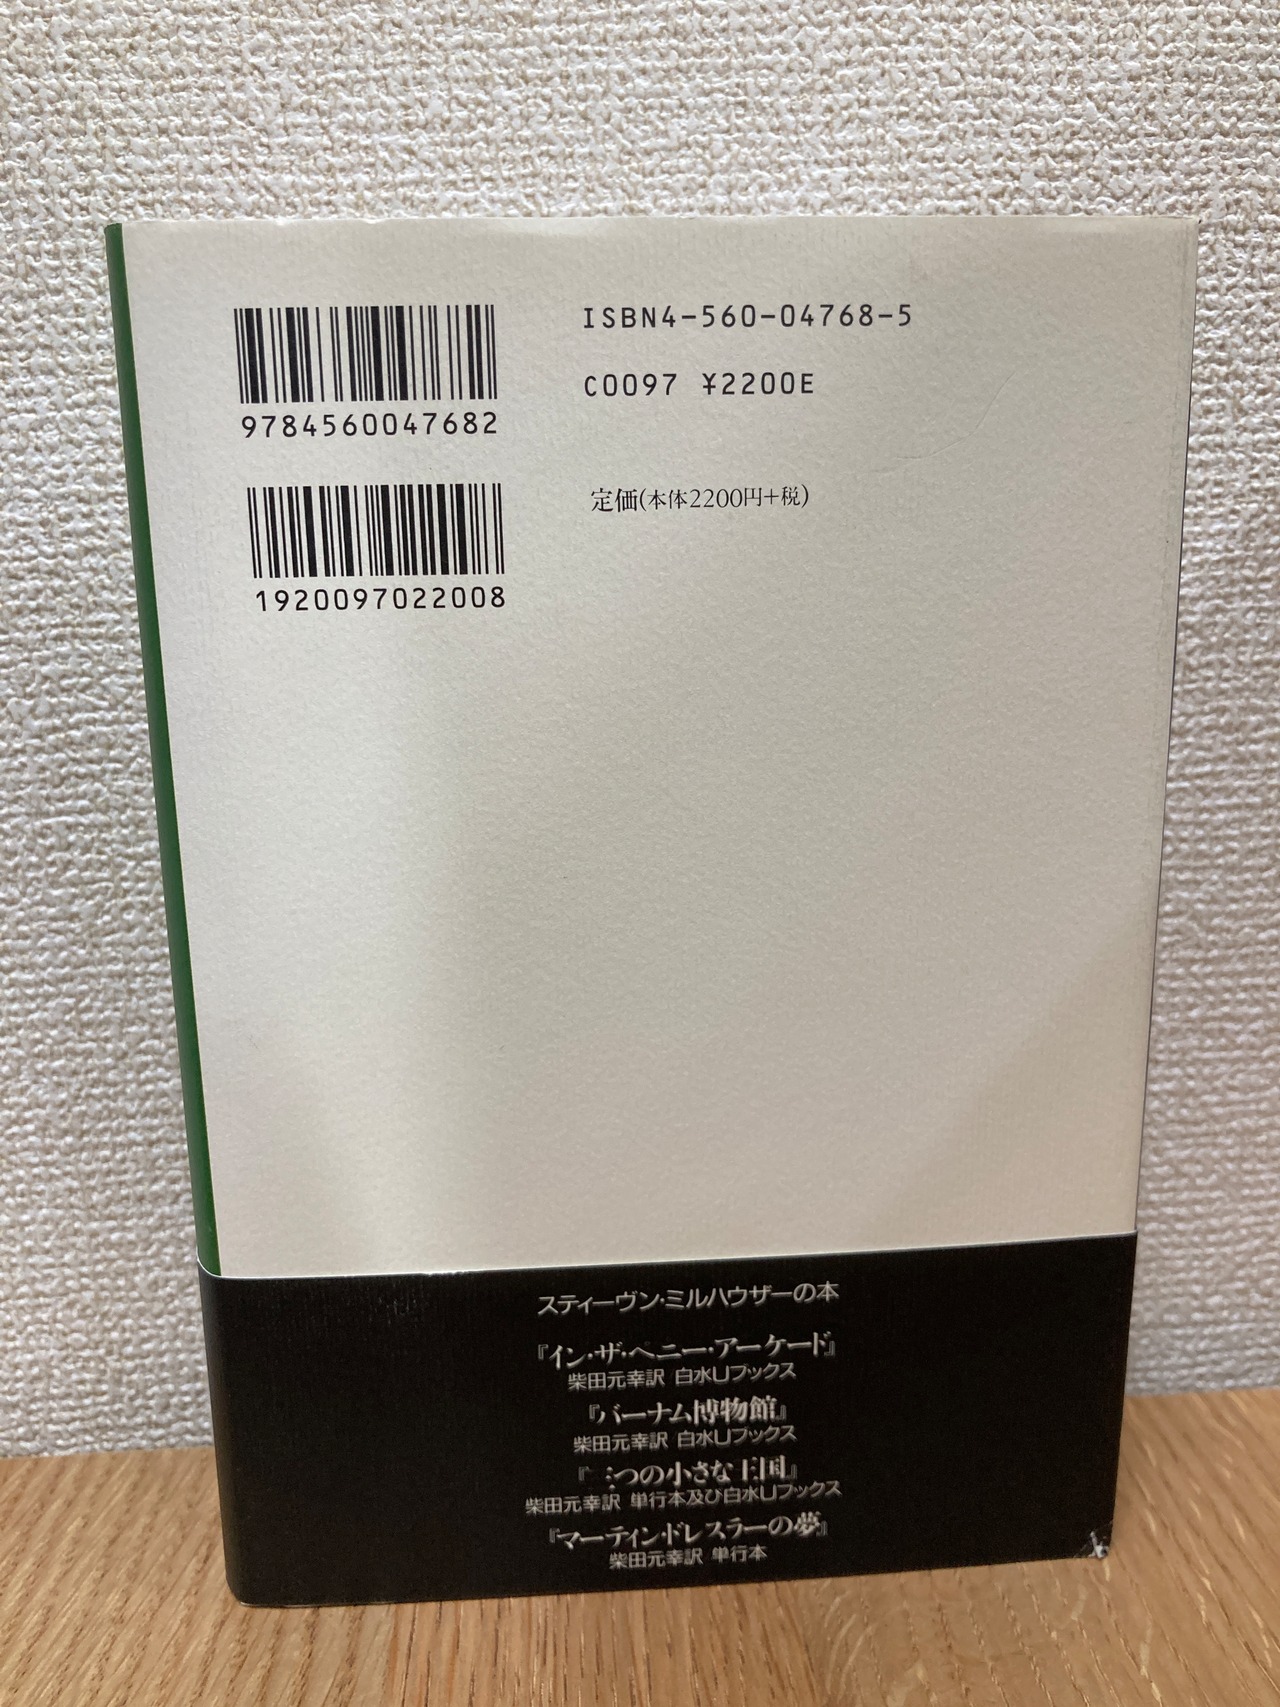 ISBN4-560-04768-5
9784560047682
C0097 ¥2200E
1920097022008
定価(本体2200円+税)
スティーヴン・ミルハウザーの本
『イン・ザ・ペニー・アーケード』
柴田元幸訳 白水Uブックス
『バーナム博物館』
柴田元幸訳 白水Uブックス
『三つの小さな王国』
柴田元幸訳 単行本及び白水Uブックス
『マーティン・ドレスラーの夢』
柴田元幸訳 単行本